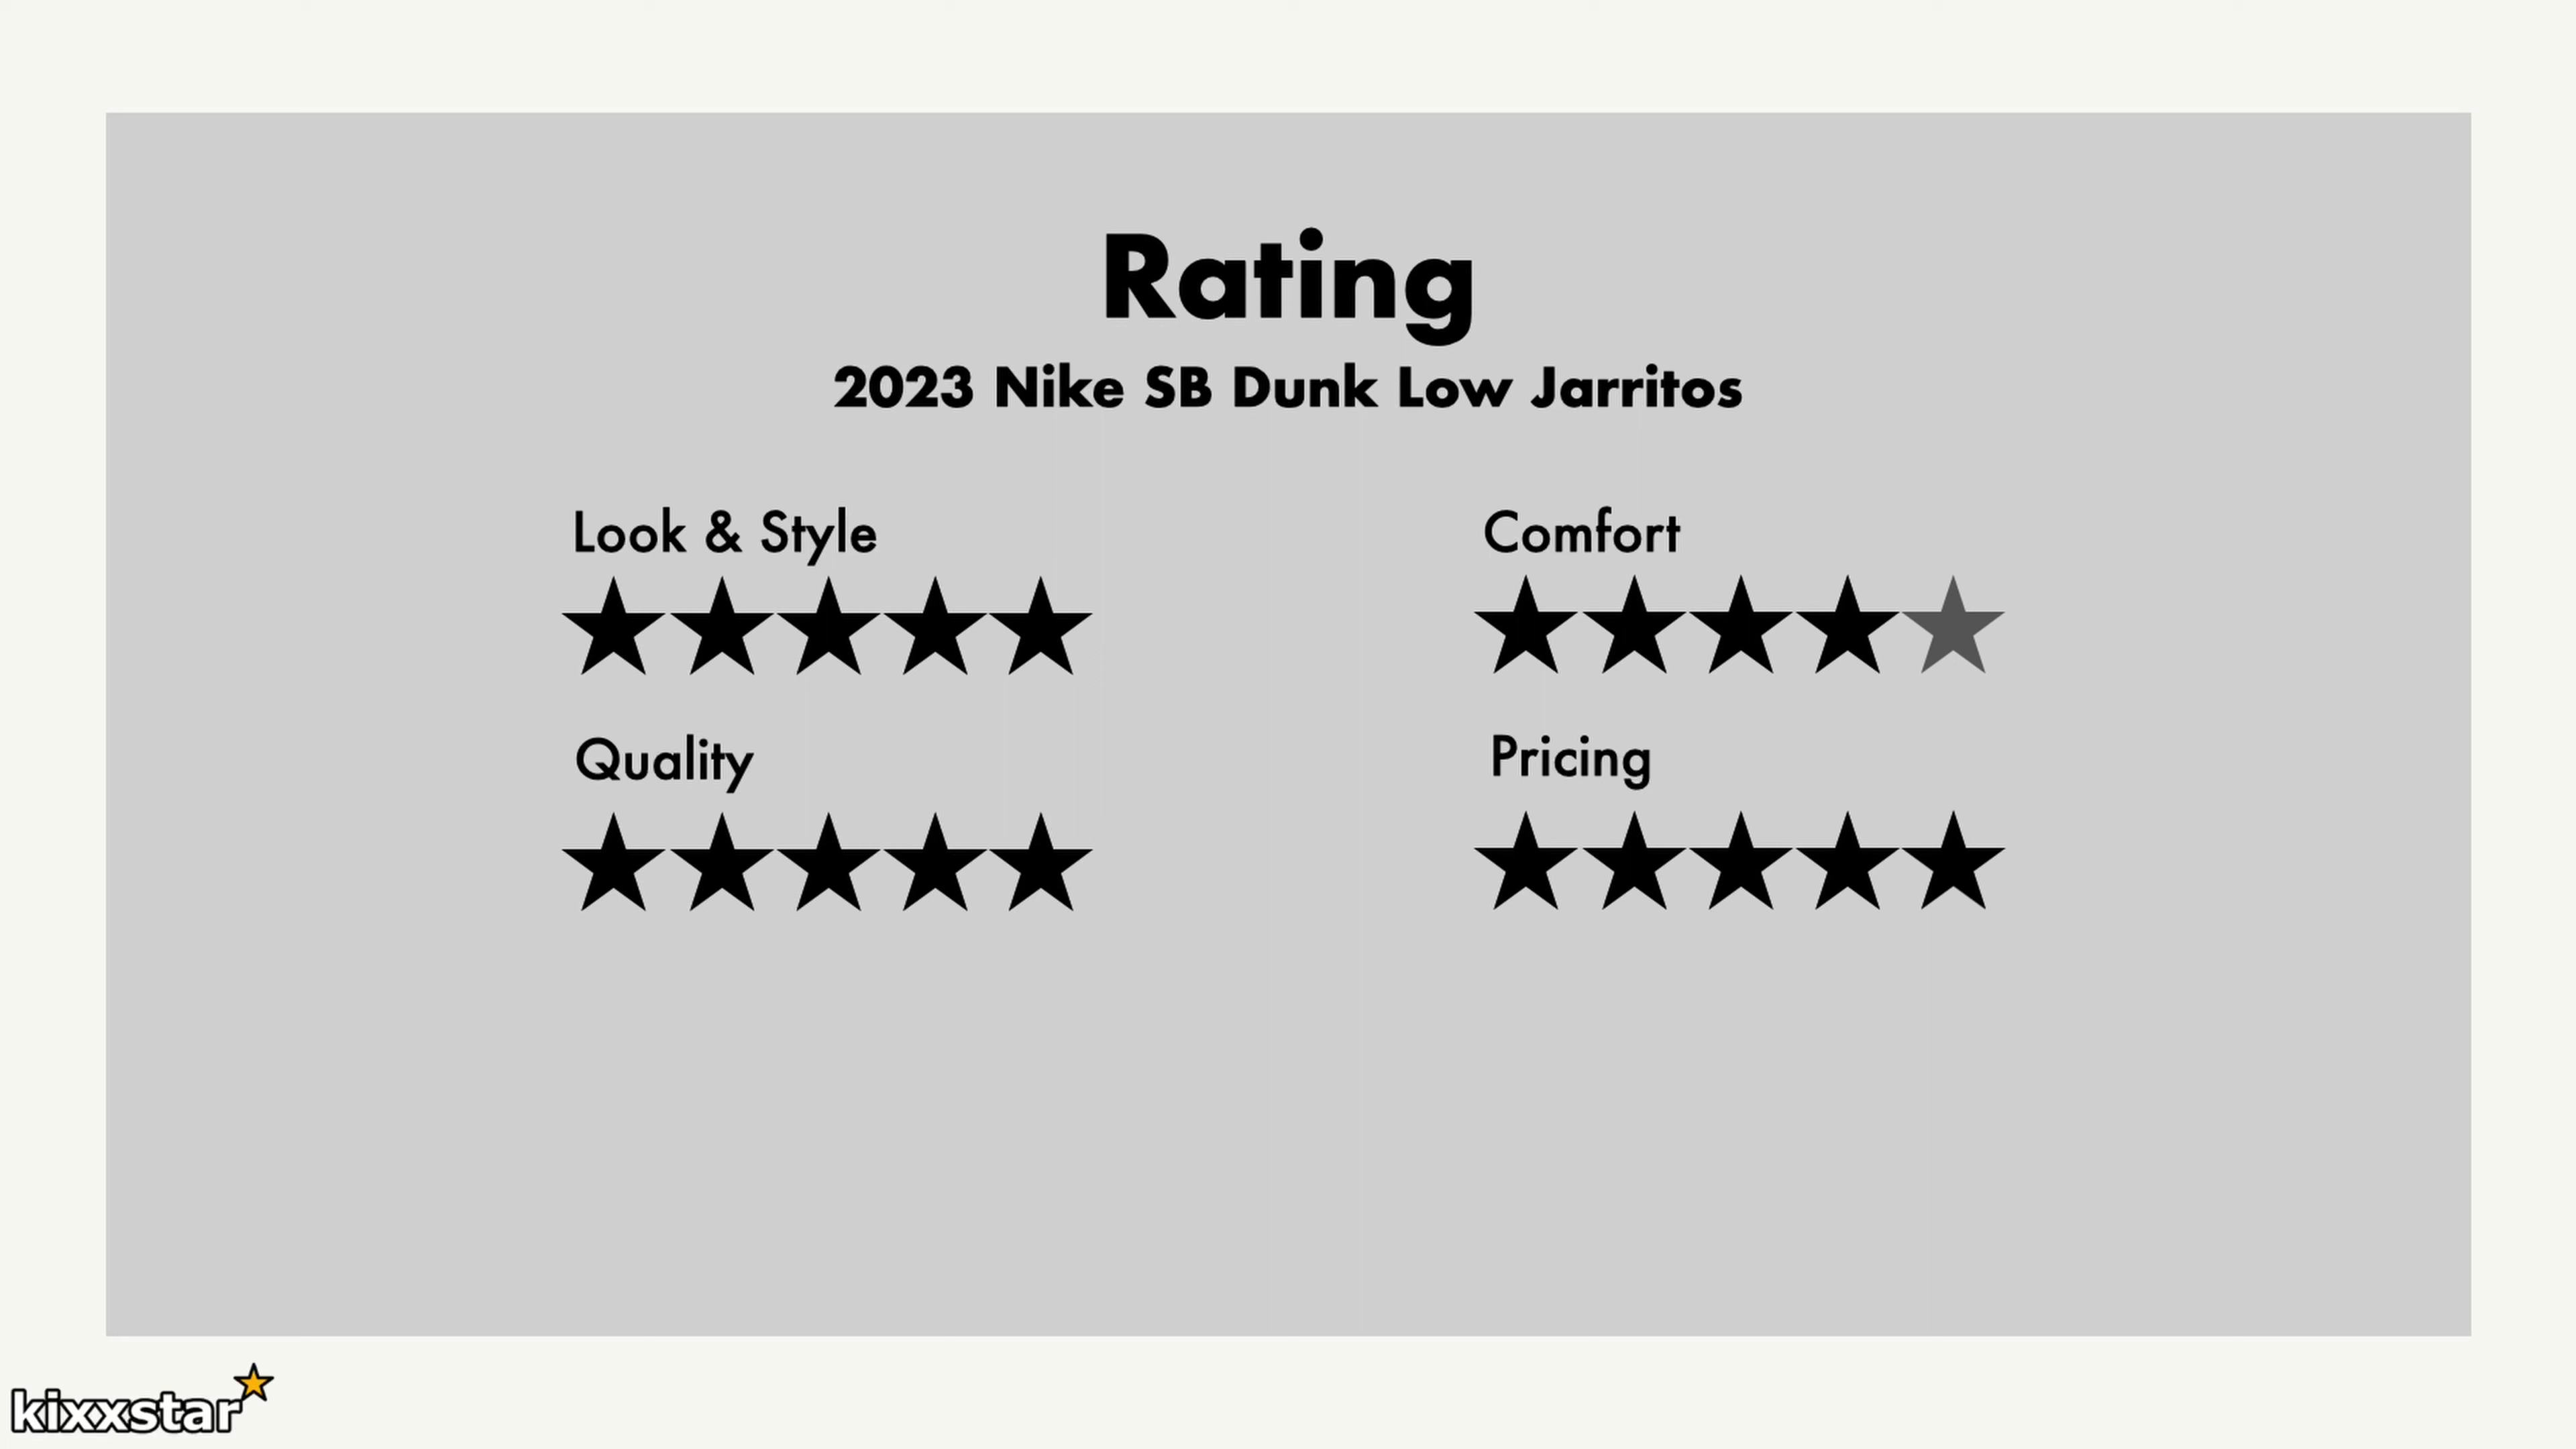 Rating
2023 Nike SB Dunk Low Jarritos
Look & Style
Comfort
Quality
Pricing
kixxstar